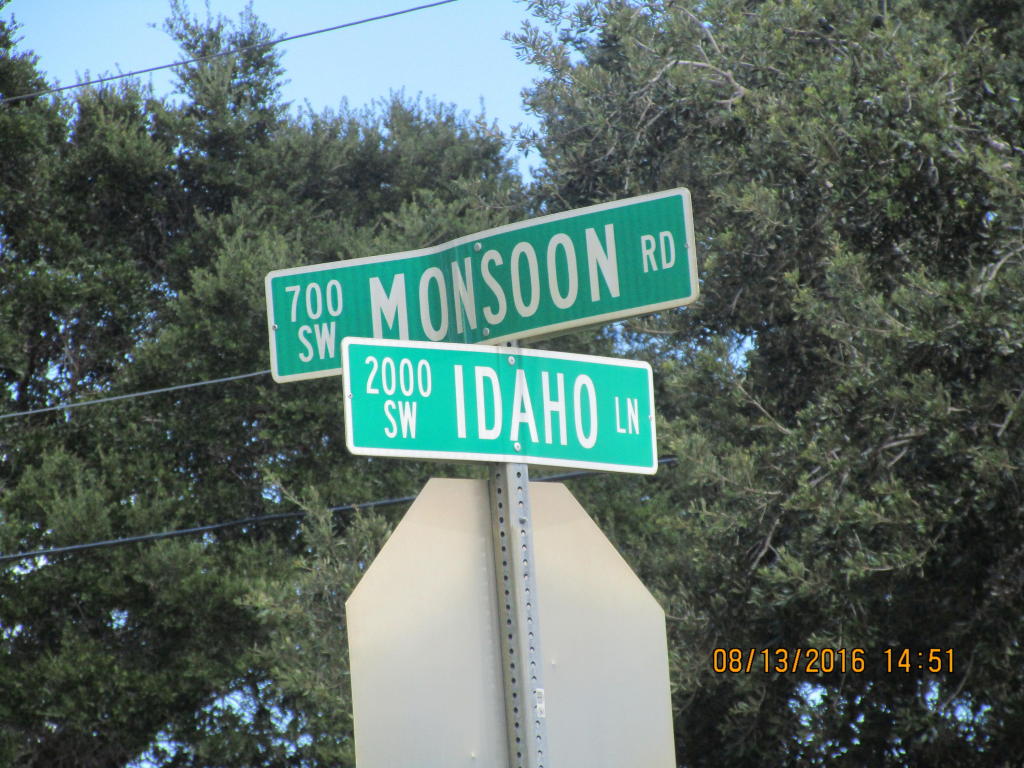 700 SW MONSOON RD
2000 SW IDAHO LN
08/13/2016 14:51